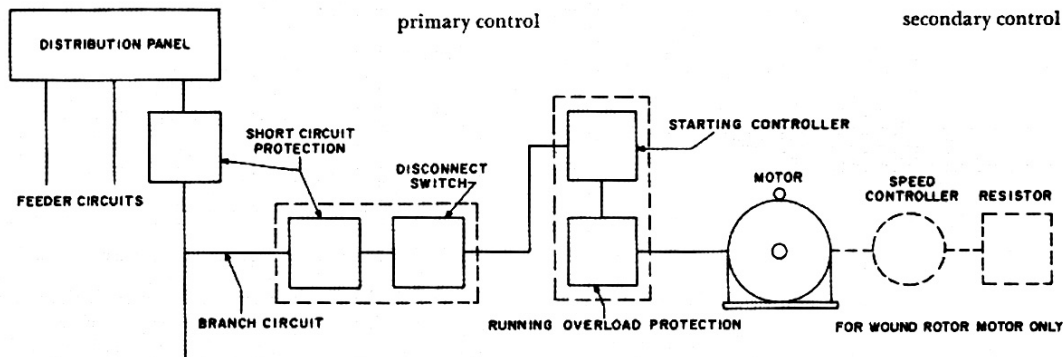 primary control
secondary control
DISTRIBUTION PANEL
SHORT CIRCUIT
PROTECTION
DISCONNECT
SWITCH
STARTING CONTROLLER
MOTOR
SPEED
CONTROLLER
RESISTOR
FEEDER CIRCUITS
BRANCH CIRCUIT
RUNNING OVERLOAD PROTECTION
FOR WOUND ROTOR MOTOR ONLY